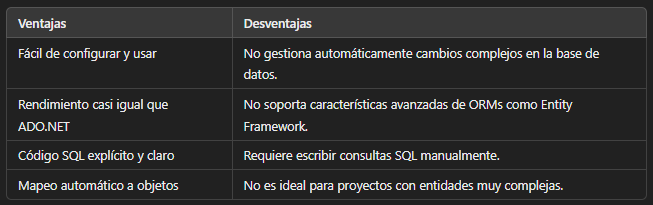 Ventajas Desventajas
Fácil de configurar y usar No gestiona automáticamente cambios complejos en la base de
datos.
Rendimiento casi igual que No soporta características avanzadas de ORMs como Entity
ADO.NET Framework.
Código SQL explícito y claro Requiere escribir consultas SQL manualmente.
Mapeo automático a objetos No es ideal para proyectos con entidades muy complejas.